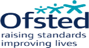 Ofsted
raising standards
improving lives